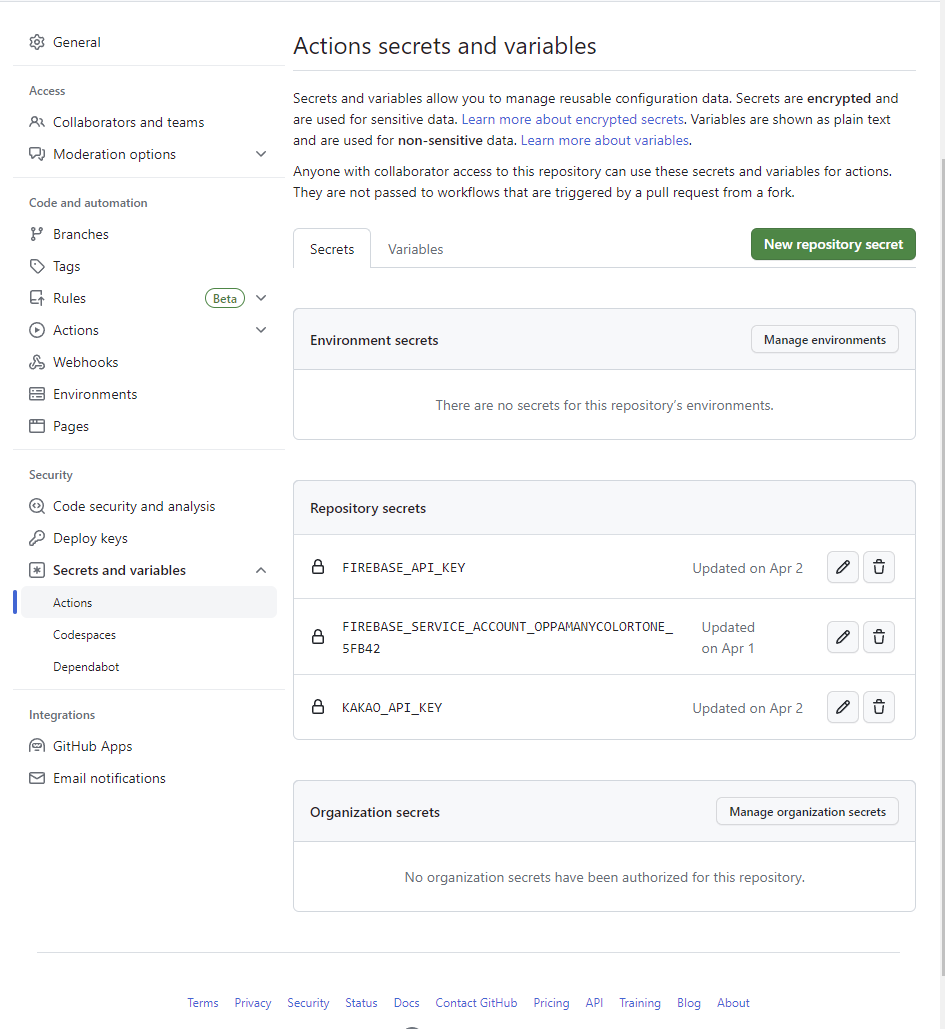 General
Access
Collaborators and teams
Moderation options
Code and automation
Branches
Tags
Rules Beta
Actions
Webhooks
Environments
Pages
Security
Code security and analysis
Deploy keys
Secrets and variables
Actions
Codespaces
Dependabot
Integrations
GitHub Apps
Email notifications
Actions secrets and variables
Secrets and variables allow you to manage reusable configuration data. Secrets are encrypted and
are used for sensitive data. Learn more about encrypted secrets. Variables are shown as plain text
and are used for non-sensitive data. Learn more about variables.
Anyone with collaborator access to this repository can use these secrets and variables for actions.
They are not passed to workflows that are triggered by a pull request from a fork.
Secrets Variables New repository secret
Environment secrets Manage environments
There are no secrets for this repository’s environments.
Repository secrets
FIREBASE_API_KEY Updated on Apr 2
FIREBASE_SERVICE_ACCOUNT_OPPAMANYCOLORTONE_ Updated
5FB42 on Apr 1
KAKAO_API_KEY Updated on Apr 2
Organization secrets Manage organization secrets
No organization secrets have been authorized for this repository.
Terms Privacy Security Status Docs Contact GitHub Pricing API Training Blog About